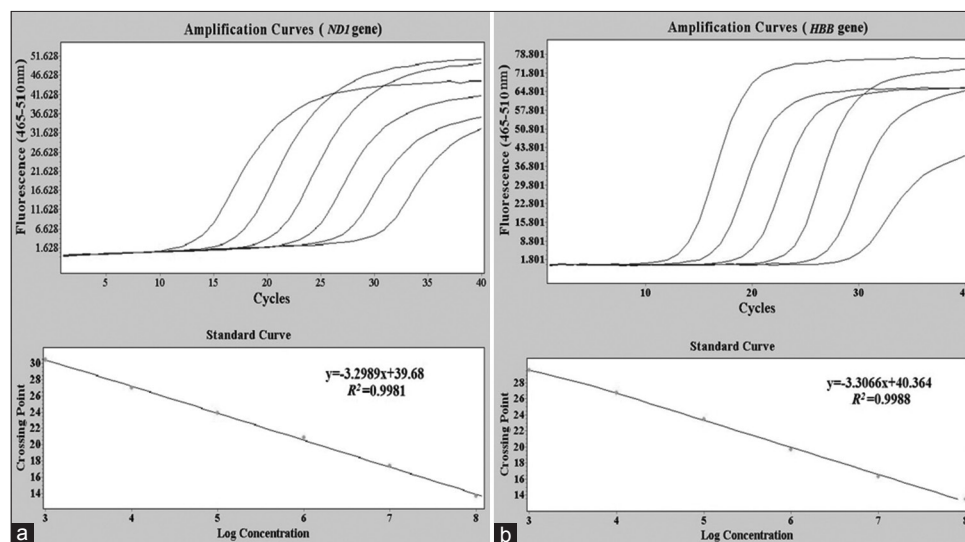 Amplification Curves ( ND1 gene)
Fluorescence (465-510nm)
51.628
46.628
41.628
36.628
31.628
26.628
21.628
16.628
11.628
6.628
1.628
5 10 15 20 25 30 35 40
Cycles
Standard Curve
Crossing Point
30
28
26
24
22
20
18
16
14
y=-3.2989x+39.68
R²=0.9981
3 4 5 6 7 8
Log Concentration
a
Amplification Curves ( HBB gene)
Fluorescence (465-510nm)
78.801
71.801
64.801
57.801
50.801
43.801
36.801
29.801
22.801
15.801
8.801
1.801
10 20 30 40
Cycles
Standard Curve
Crossing Point
28
26
24
22
20
18
16
14
y=-3.3066x+40.364
R²=0.9988
3 4 5 6 7 8
Log Concentration
b